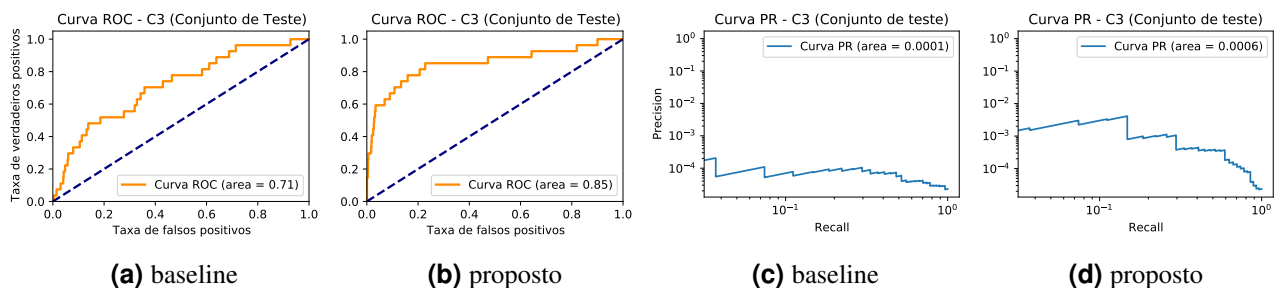 Curva ROC - C3 (Conjunto de Teste)
Taxa de verdadeiros positivos
1.0
0.8
0.6
0.4
0.2
0.0
Curva ROC (area = 0.71)
0.0 0.2 0.4 0.6 0.8 1.0
Taxa de falsos positivos
(a) baseline
Curva ROC - C3 (Conjunto de Teste)
1.0
0.8
0.6
0.4
0.2
0.0
Curva ROC (area = 0.85)
0.0 0.2 0.4 0.6 0.8 1.0
Taxa de falsos positivos
(b) proposto
Curva PR - C3 (Conjunto de teste)
Curva PR (area = 0.0001)
Precision
10⁰
10⁻¹
10⁻²
10⁻³
10⁻⁴
10⁻¹ 10⁰
Recall
(c) baseline
Curva PR - C3 (Conjunto de teste)
Curva PR (area = 0.0006)
10⁰
10⁻¹
10⁻²
10⁻³
10⁻⁴
10⁻¹ 10⁰
Recall
(d) proposto